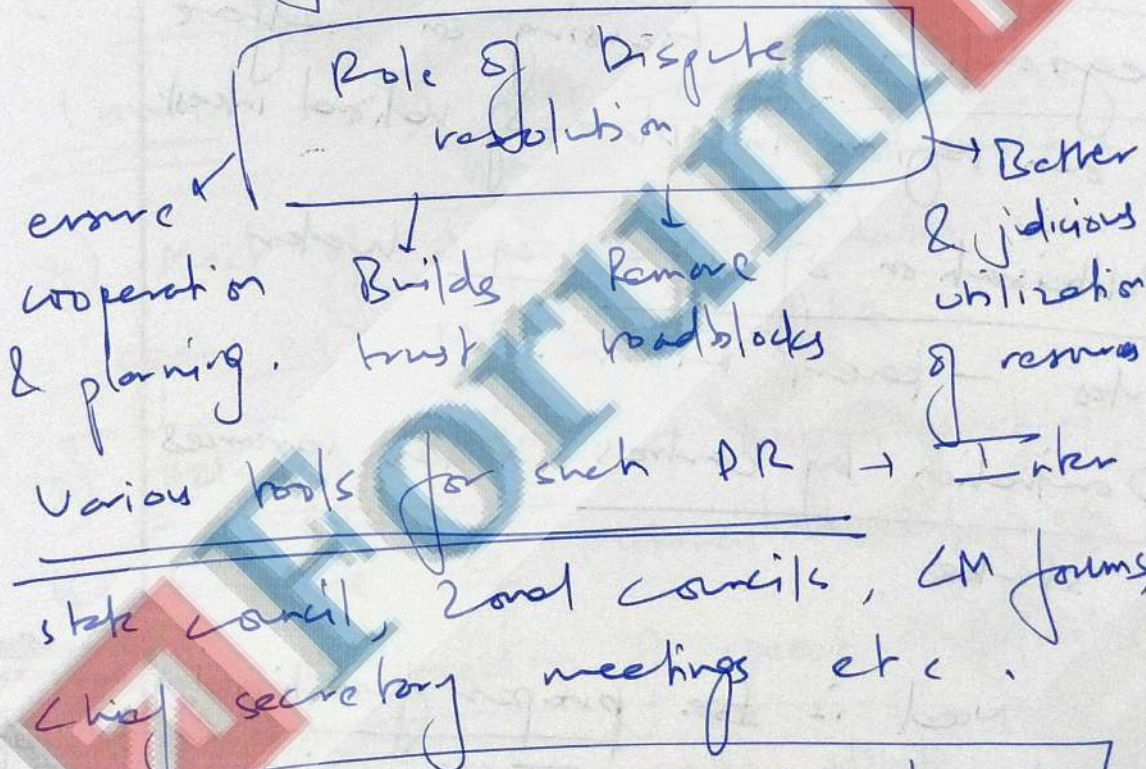 Role of Dispute
resolution
ensure
cooperation
& planning.
Builds
trust
Remove
roadblocks
Better
& judicious
utilization
of resources
Various tools for such DR → Inter
state council, Zonal councils, CM forums,
Chief secretary meetings etc.
Forum